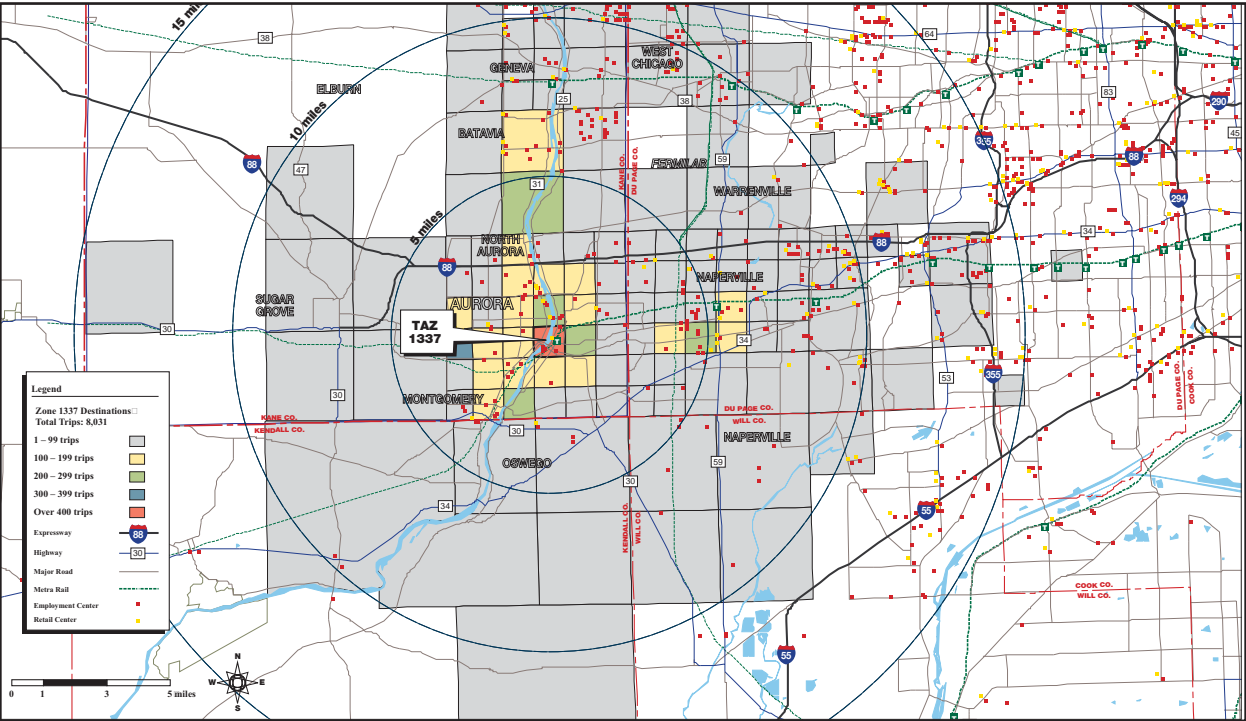 15 mi
38
64
WEST
CHICAGO
GENEVA
ELBURN
25
38
83
290
10 miles
BATAVIA
45
88
47
KANE CO.
DU PAGE CO.
FERMILAB
59
355
88
31
WARRENVILLE
294
5 miles
NORTH
AURORA
88
34
88
NAPERVILLE
SUGAR
GROVE
AURORA
TAZ
1337
30
34
355
53
DU PAGE CO.
COOK CO.
30
MONTGOMERY
KANE CO.
KENDALL CO.
DU PAGE CO.
WILL CO.
30
NAPERVILLE
OSWEGO
59
30
34
55
KENDALL CO.
WILL CO.
COOK CO.
WILL CO.
55
Legend
Zone 1337 Destinations
Total Trips: 8,031
1 – 99 trips
100 – 199 trips
200 – 299 trips
300 – 399 trips
Over 400 trips
Expressway
88
Highway
30
Major Road
Metra Rail
Employment Center
Retail Center
N
W
E
S
0 1 3 5 miles